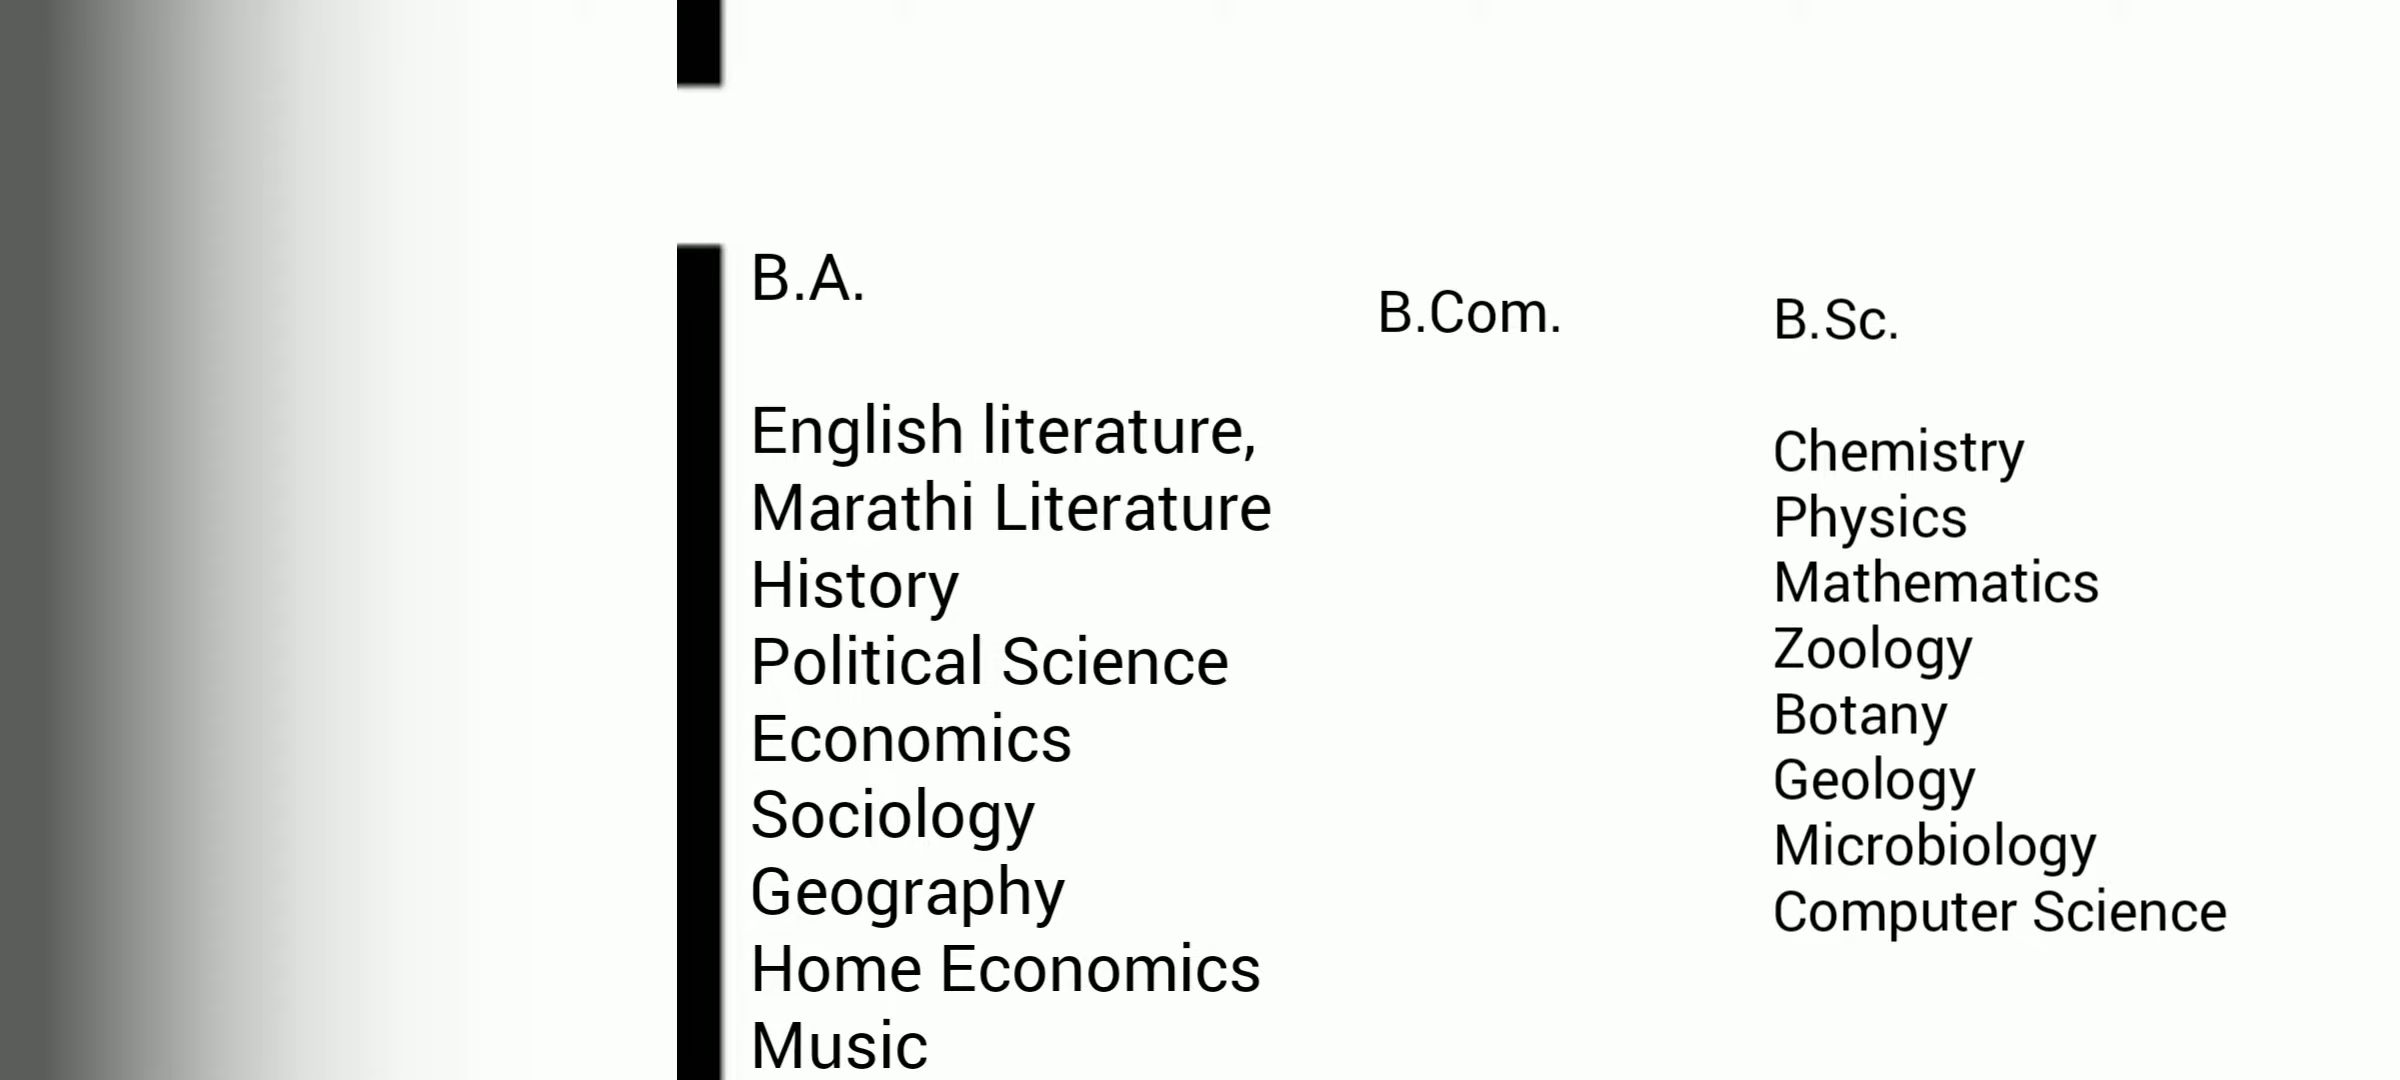 B.A.
English literature,
Marathi Literature
History
Political Science
Economics
Sociology
Geography
Home Economics
Music
B.Com.
B.Sc.
Chemistry
Physics
Mathematics
Zoology
Botany
Geology
Microbiology
Computer Science